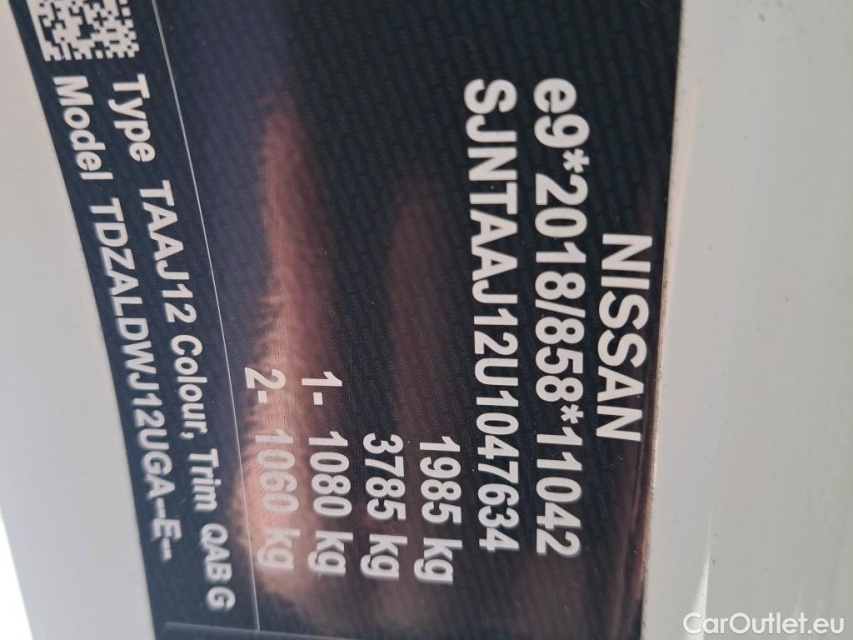 NISSAN
e9*2018/858*11042
SJNTAAJ12U1047634
1985 kg
3785 kg
1- 1080 kg
2- 1060 kg
Type TAAJ12 Colour, Trim QAB G
Model TDZALDWJ12UGA-E-
CarOutlet.eu